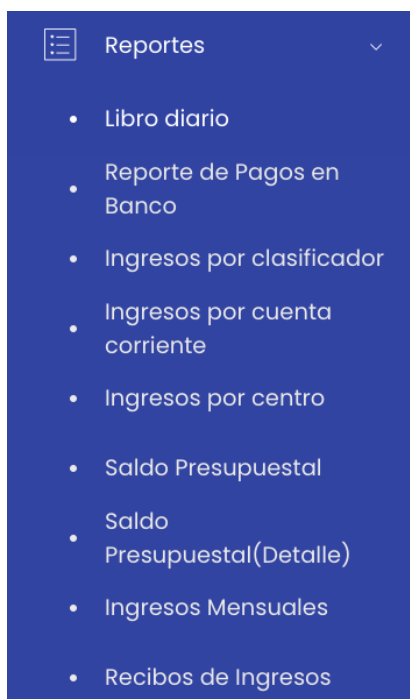 Reportes
Libro diario
Reporte de Pagos en
Banco
Ingresos por clasificador
Ingresos por cuenta
corriente
Ingresos por centro
Saldo Presupuestal
Saldo
Presupuestal(Detalle)
Ingresos Mensuales
Recibos de Ingresos